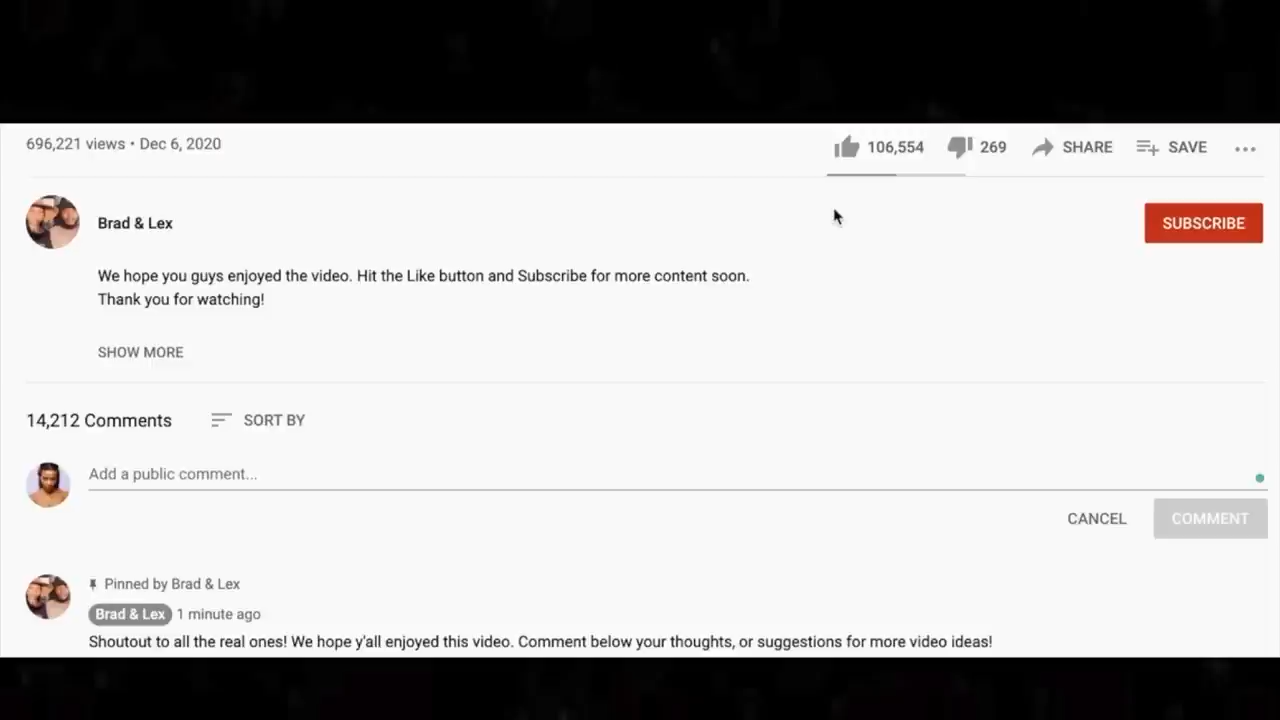 696,221 views • Dec 6, 2020
106,554
269
SHARE
SAVE
Brad & Lex
SUBSCRIBE
We hope you guys enjoyed the video. Hit the Like button and Subscribe for more content soon.
Thank you for watching!
SHOW MORE
14,212 Comments
SORT BY
Add a public comment...
CANCEL
COMMENT
Pinned by Brad & Lex
Brad & Lex 1 minute ago
Shoutout to all the real ones! We hope y'all enjoyed this video. Comment below your thoughts, or suggestions for more video ideas!